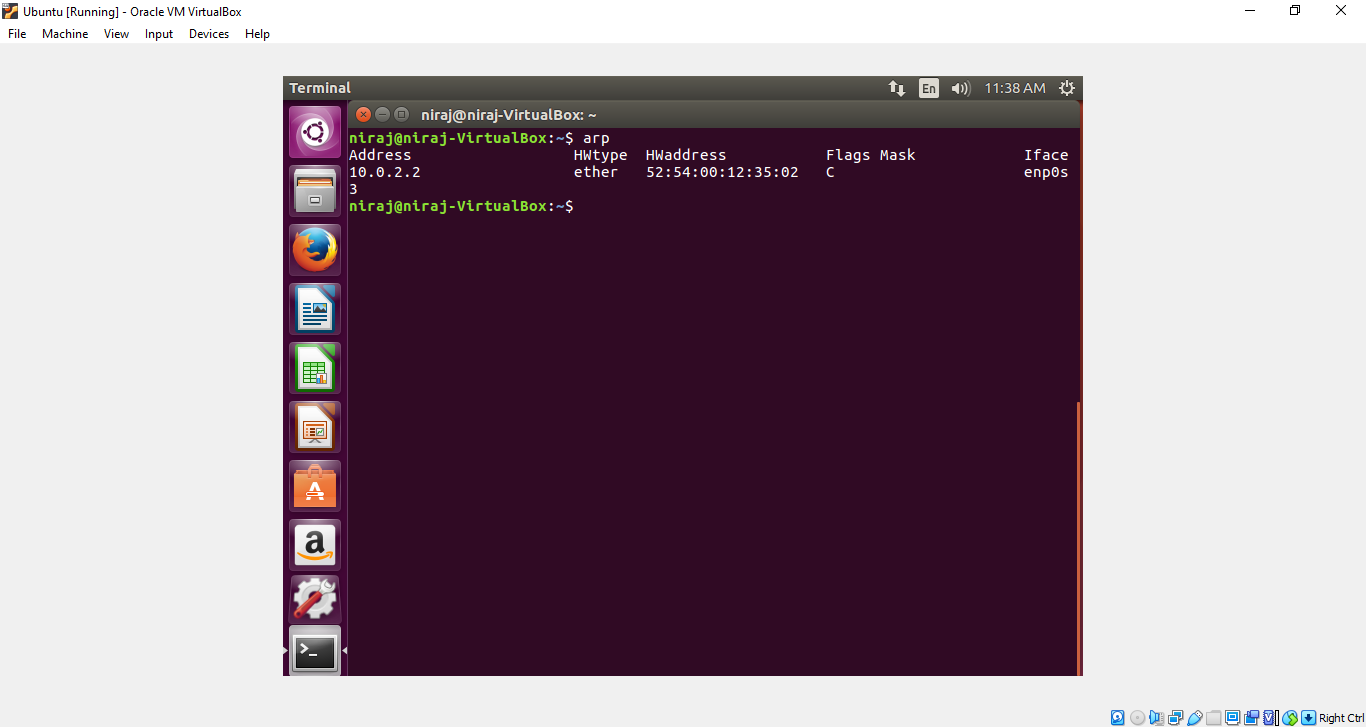 Ubuntu [Running] - Oracle VM VirtualBox
File Machine View Input Devices Help
Terminal En 11:38 AM
niraj@niraj-VirtualBox: ~
niraj@niraj-VirtualBox:~$ arp
Address HWtype HWaddress Flags Mask Iface
10.0.2.2 ether 52:54:00:12:35:02 C enp0s
3
niraj@niraj-VirtualBox:~$
A
a
>_
Right Ctrl